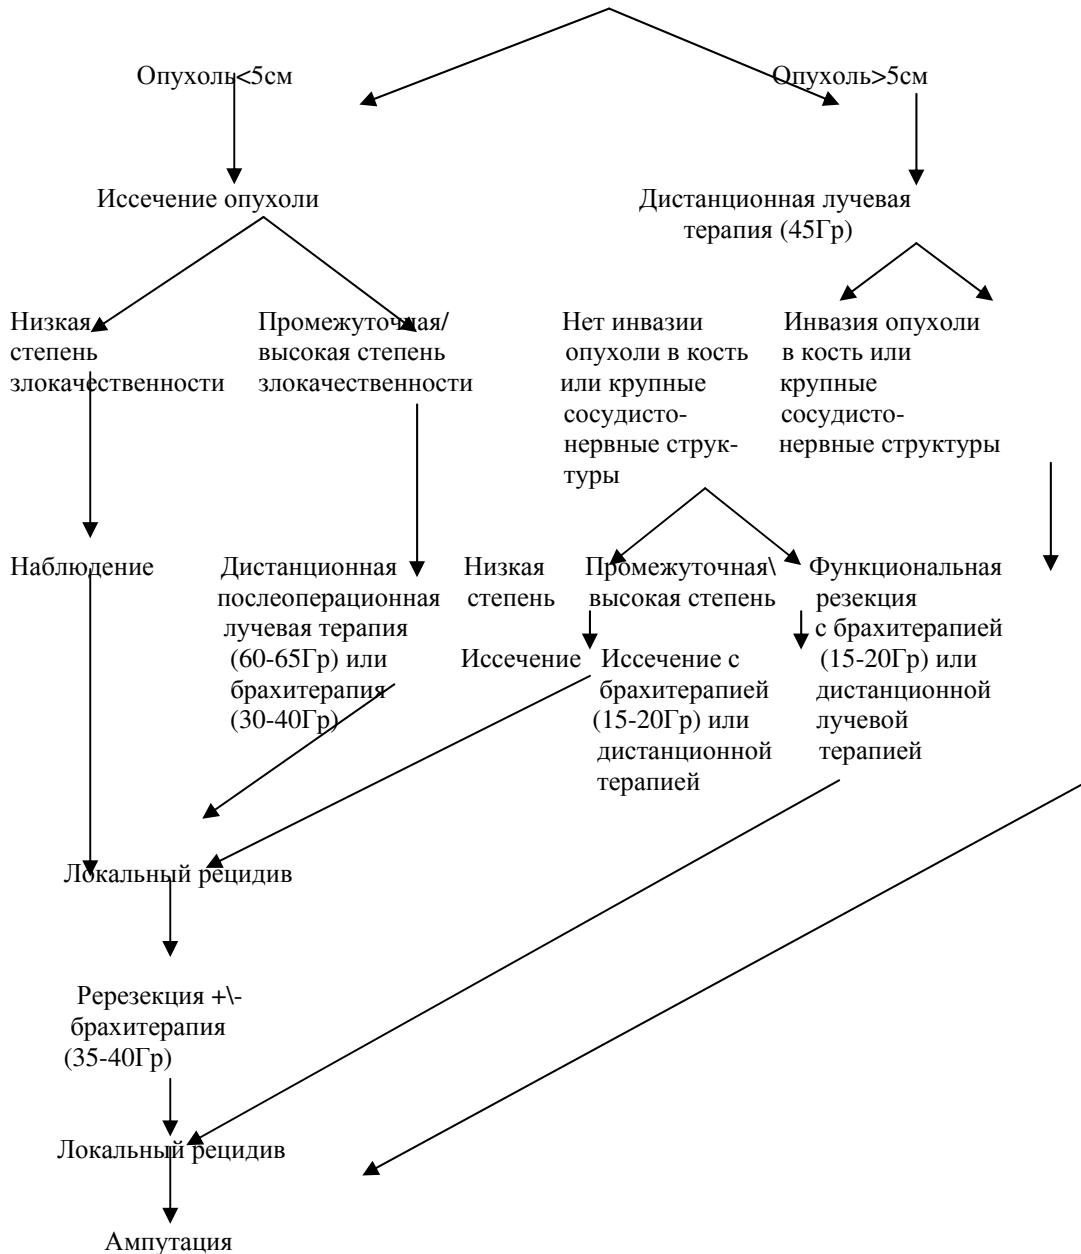 Опухоль<5см
Опухоль>5см
Иссечение опухоли
Дистанционная лучевая
терапия (45Гр)
Низкая
степень
злокачественности
Промежуточная/
высокая степень
злокачественности
Нет инвазии
опухоли в кость
или крупные
сосудисто-
нервные струк-
туры
Инвазия опухоли
в кость или
крупные
сосудисто-
нервные структуры
Наблюдение
Дистанционная
послеоперационная
лучевая терапия
(60-65Гр) или
брахитерапия
(30-40Гр)
Низкая
степень
Иссечение
Промежуточная\
высокая степень
Иссечение с
брахитерапией
(15-20Гр) или
дистанционной
терапией
Функциональная
резекция
с брахитерапией
(15-20Гр) или
дистанционной
лучевой
терапией
Локальный рецидив
Ререзекция +\-
брахитерапия
(35-40Гр)
Локальный рецидив
Ампутация